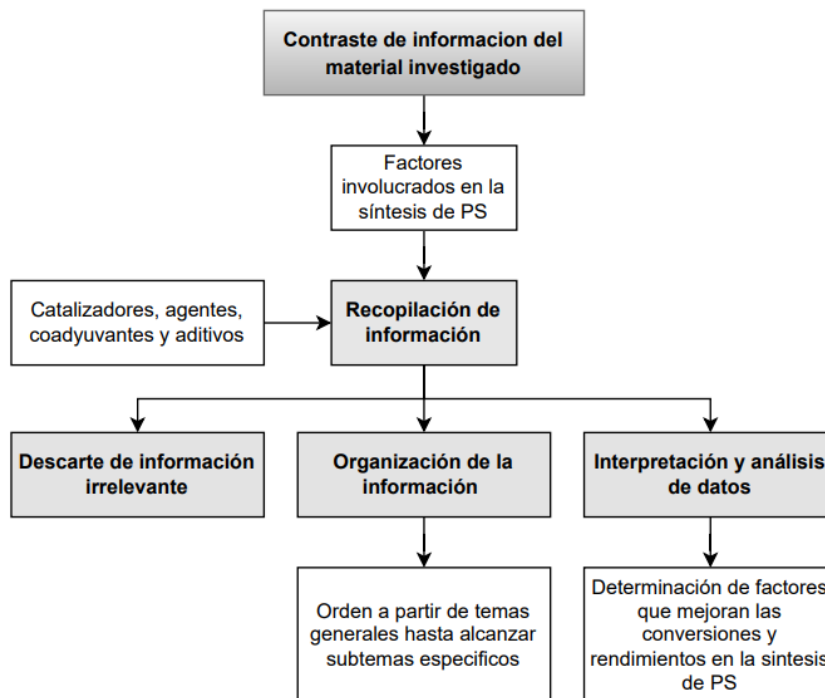 Contraste de informacion del
material investigado
Factores
involucrados en la
síntesis de PS
Catalizadores, agentes,
coadyuvantes y aditivos
Recopilación de
información
Descarte de información
irrelevante
Organización de la
información
Interpretación y análisis
de datos
Orden a partir de temas
generales hasta alcanzar
subtemas especificos
Determinación de factores
que mejoran las
conversiones y
rendimientos en la sintesis
de PS